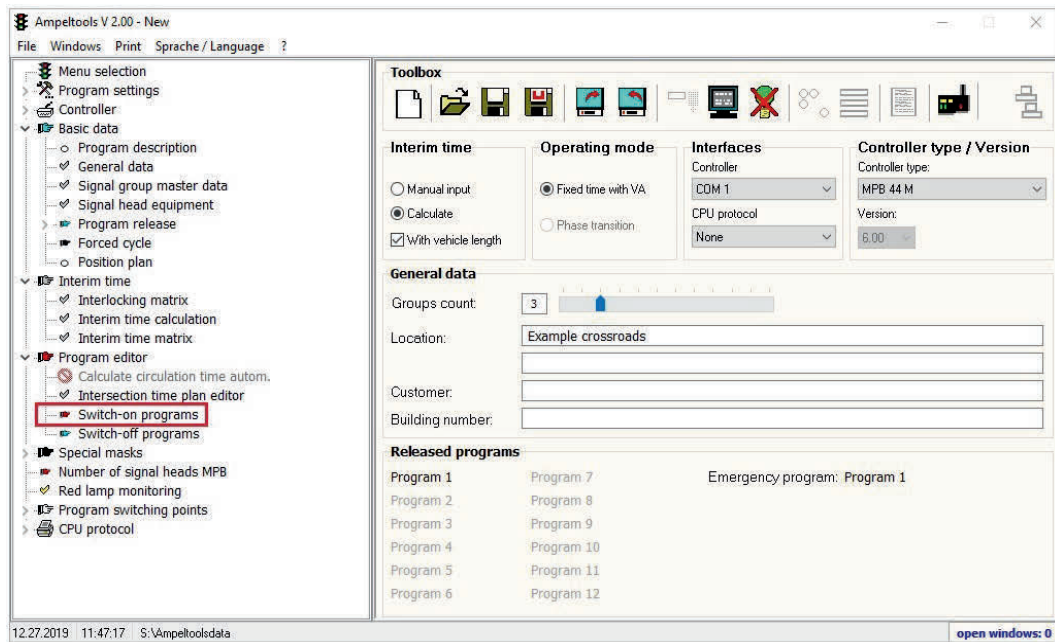 Ampeltools V 2.00 - New
File Windows Print Sprache / Language ?
Menu selection
Program settings
Controller
Basic data
Program description
General data
Signal group master data
Signal head equipment
Program release
Forced cycle
Position plan
Interim time
Interlocking matrix
Interim time calculation
Interim time matrix
Program editor
Calculate circulation time autom.
Intersection time plan editor
Switch-on programs
Switch-off programs
Special masks
Number of signal heads MPB
Red lamp monitoring
Program switching points
CPU protocol
Toolbox
Interim time
Manual input
Calculate
With vehicle length
Operating mode
Fixed time with VA
Phase transition
Interfaces
Controller
COM 1
CPU protocol
None
Controller type / Version
Controller type:
MPB 44 M
Version:
6.00
General data
Groups count: 3
Location: Example crossroads
Customer:
Building number:
Released programs
Program 1 Program 7 Emergency program: Program 1
Program 2 Program 8
Program 3 Program 9
Program 4 Program 10
Program 5 Program 11
Program 6 Program 12
12.27.2019 11:47:17 S:\Ampeltoolsdata open windows: 0